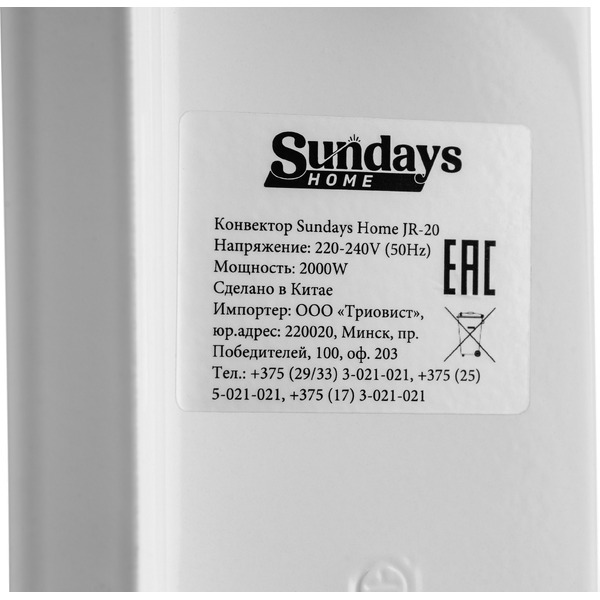 Sundays
HOME
Конвектор Sundays Home JR-20
Напряжение: 220-240V (50Hz)
Мощность: 2000W
Сделано в Китае
Импортер: ООО «Триовист»,
юр.адрес: 220020, Минск, пр.
Победителей, 100, оф. 203
Тел.: +375 (29/33) 3-021-021, +375 (25)
5-021-021, +375 (17) 3-021-021
EAC